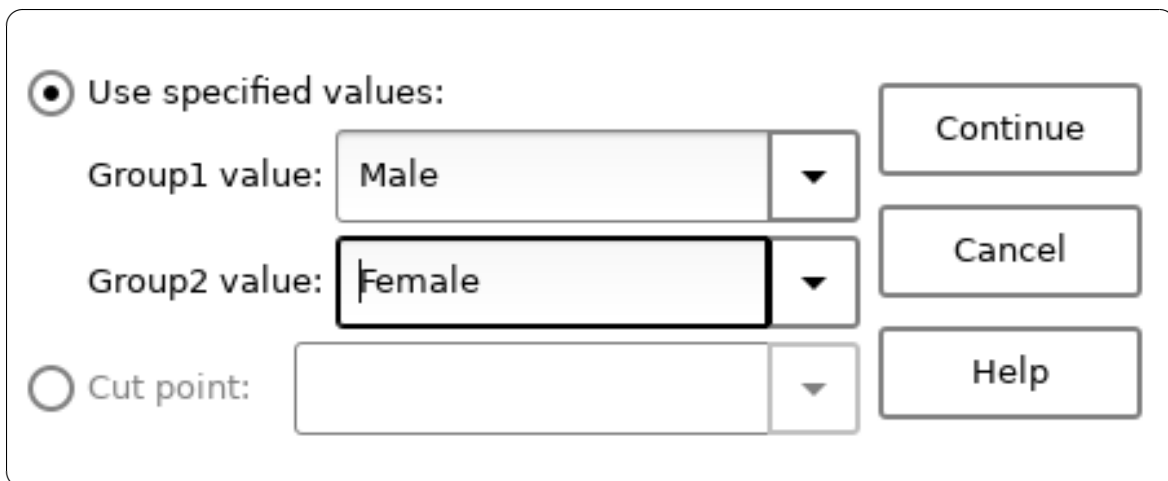 Use specified values:
Group1 value: Male
Group2 value: Female
Cut point:
Continue
Cancel
Help